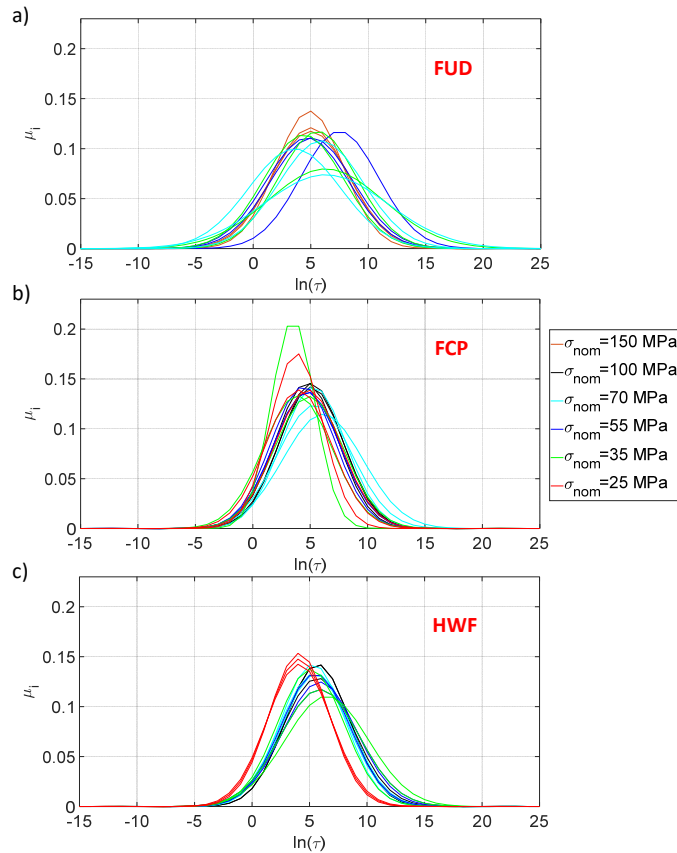 a)
0.2
0.15
0.1
0.05
0
μi
FUD
-15 -10 -5 0 5 10 15 20 25
ln(τ)
b)
0.2
0.15
0.1
0.05
0
μi
FCP
-15 -10 -5 0 5 10 15 20 25
ln(τ)
σnom=150 MPa
σnom=100 MPa
σnom=70 MPa
σnom=55 MPa
σnom=35 MPa
σnom=25 MPa
c)
0.2
0.15
0.1
0.05
0
μi
HWF
-15 -10 -5 0 5 10 15 20 25
ln(τ)